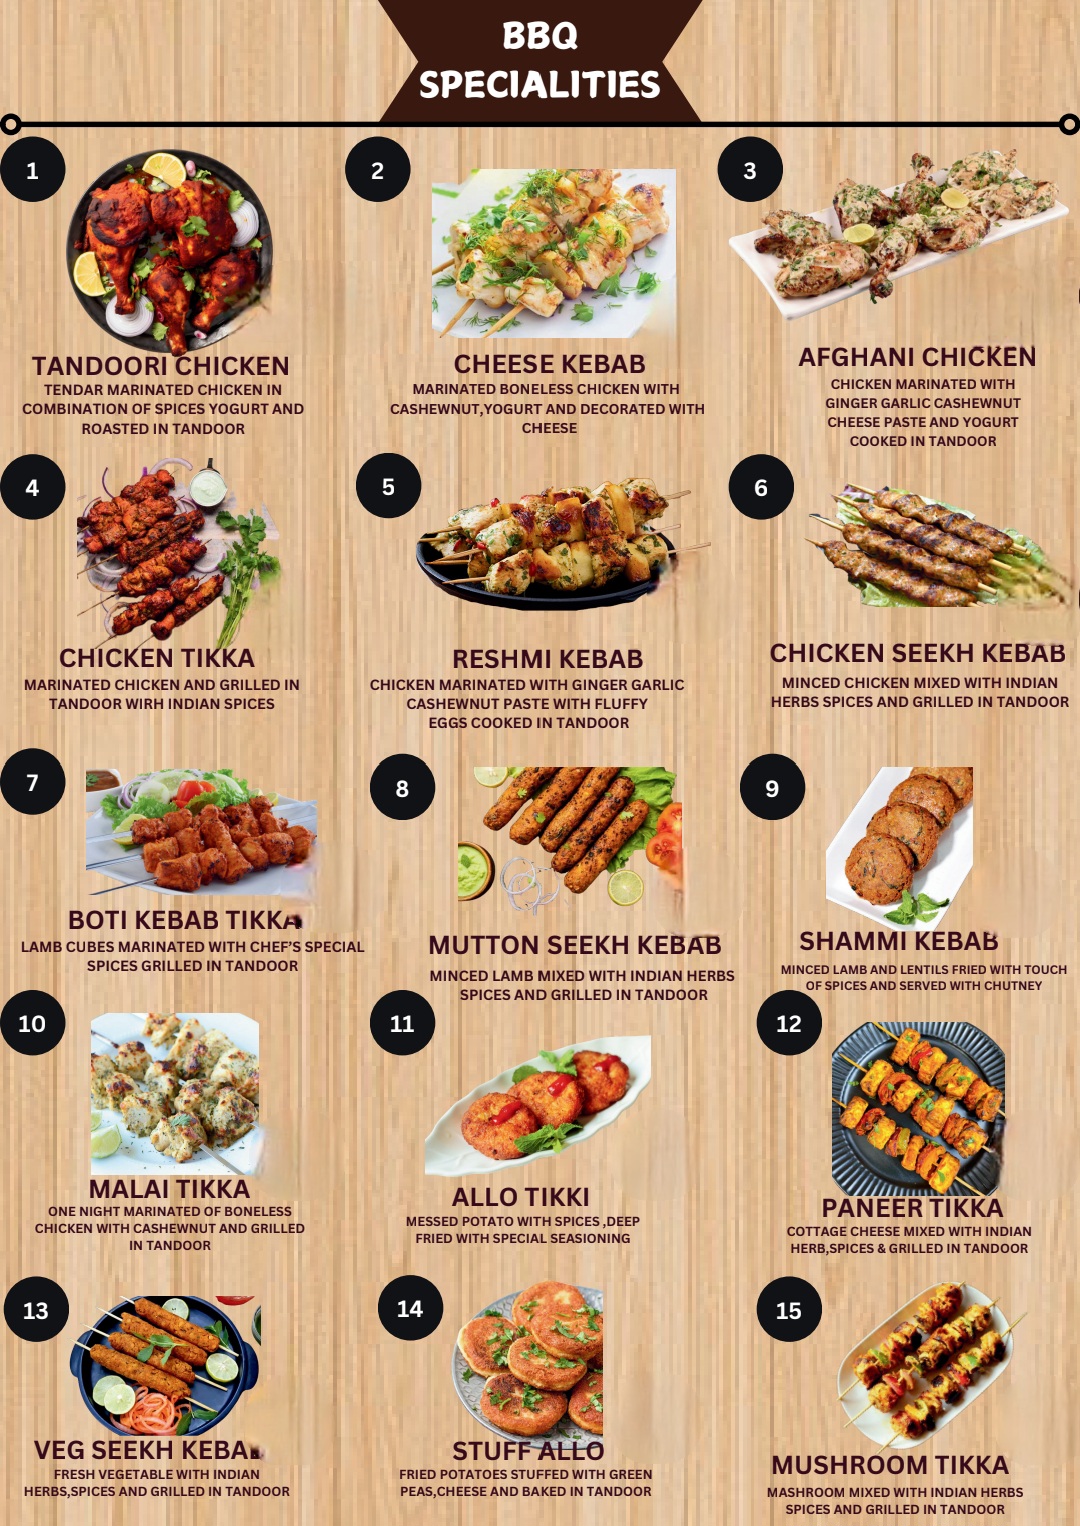 BBQ
SPECIALITIES
1
TANDOORI CHICKEN
TENDAR MARINATED CHICKEN IN
COMBINATION OF SPICES YOGURT AND
ROASTED IN TANDOOR
2
CHEESE KEBAB
MARINATED BONELESS CHICKEN WITH
CASHEWNUT,YOGURT AND DECORATED WITH
CHEESE
3
AFGHANI CHICKEN
CHICKEN MARINATED WITH
GINGER GARLIC CASHEWNUT
CHEESE PASTE AND YOGURT
COOKED IN TANDOOR
4
CHICKEN TIKKA
MARINATED CHICKEN AND GRILLED IN
TANDOOR WIRH INDIAN SPICES
5
RESHMI KEBAB
CHICKEN MARINATED WITH GINGER GARLIC
CASHEWNUT PASTE WITH FLUFFY
EGGS COOKED IN TANDOOR
6
CHICKEN SEEKH KEBAB
MINCED CHICKEN MIXED WITH INDIAN
HERBS SPICES AND GRILLED IN TANDOOR
7
BOTI KEBAB TIKKA
LAMB CUBES MARINATED WITH CHEF'S SPECIAL
SPICES GRILLED IN TANDOOR
8
MUTTON SEEKH KEBAB
MINCED LAMB MIXED WITH INDIAN HERBS
SPICES AND GRILLED IN TANDOOR
9
SHAMMI KEBAB
MINCED LAMB AND LENTILS FRIED WITH TOUCH
OF SPICES AND SERVED WITH CHUTNEY
10
MALAI TIKKA
ONE NIGHT MARINATED OF BONELESS
CHICKEN WITH CASHEWNUT AND GRILLED
IN TANDOOR
11
ALLO TIKKI
MESSED POTATO WITH SPICES ,DEEP
FRIED WITH SPECIAL SEASIONING
12
PANEER TIKKA
COTTAGE CHEESE MIXED WITH INDIAN
HERB,SPICES & GRILLED IN TANDOOR
13
VEG SEEKH KEBAB
FRESH VEGETABLE WITH INDIAN
HERBS,SPICES AND GRILLED IN TANDOOR
14
STUFF ALLO
FRIED POTATOES STUFFED WITH GREEN
PEAS,CHEESE AND BAKED IN TANDOOR
15
MUSHROOM TIKKA
MASHROOM MIXED WITH INDIAN HERBS
SPICES AND GRILLED IN TANDOOR